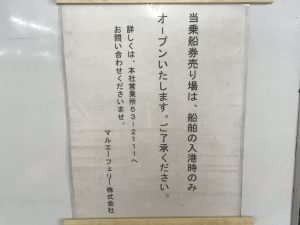 当乗船券売り場は、船舶の入港時のみ
オープンいたします。ご了承ください。
詳しくは、本社営業所53-2111へ
お問い合わせくださいませ。
マルエーフェリー株式会社